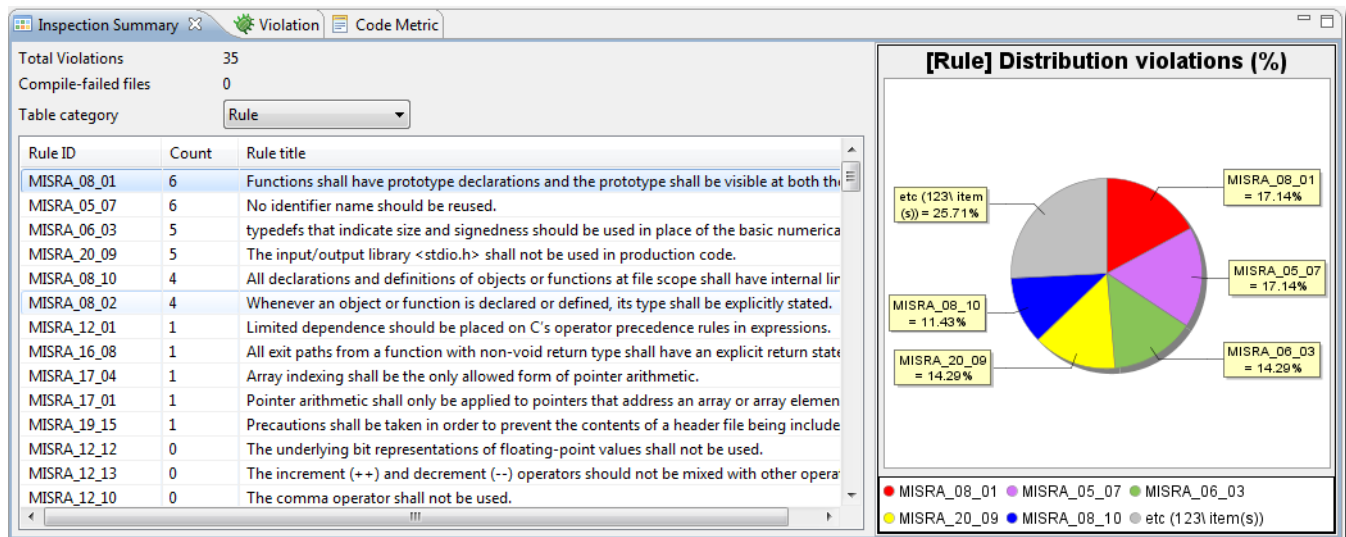 Inspection Summary
Violation
Code Metric
Total Violations 35
Compile-failed files 0
Table category Rule
Rule ID Count Rule title
MISRA_08_01 6 Functions shall have prototype declarations and the prototype shall be visible at both the
MISRA_05_07 6 No identifier name should be reused.
MISRA_06_03 5 typedefs that indicate size and signedness should be used in place of the basic numerica
MISRA_20_09 5 The input/output library <stdio.h> shall not be used in production code.
MISRA_08_10 4 All declarations and definitions of objects or functions at file scope shall have internal lin
MISRA_08_02 4 Whenever an object or function is declared or defined, its type shall be explicitly stated.
MISRA_12_01 1 Limited dependence should be placed on C's operator precedence rules in expressions.
MISRA_16_08 1 All exit paths from a function with non-void return type shall have an explicit return state
MISRA_17_04 1 Array indexing shall be the only allowed form of pointer arithmetic.
MISRA_17_01 1 Pointer arithmetic shall only be applied to pointers that address an array or array elemen
MISRA_19_15 1 Precautions shall be taken in order to prevent the contents of a header file being include
MISRA_12_12 0 The underlying bit representations of floating-point values shall not be used.
MISRA_12_13 0 The increment (++) and decrement (--) operators should not be mixed with other opera
MISRA_12_10 0 The comma operator shall not be used.
[Rule] Distribution violations (%)
MISRA_08_01
= 17.14%
etc (123\ item
(s)) = 25.71%
MISRA_05_07
= 17.14%
MISRA_08_10
= 11.43%
MISRA_06_03
= 14.29%
MISRA_20_09
= 14.29%
MISRA_08_01 MISRA_05_07 MISRA_06_03
MISRA_20_09 MISRA_08_10 etc (123\ item(s))